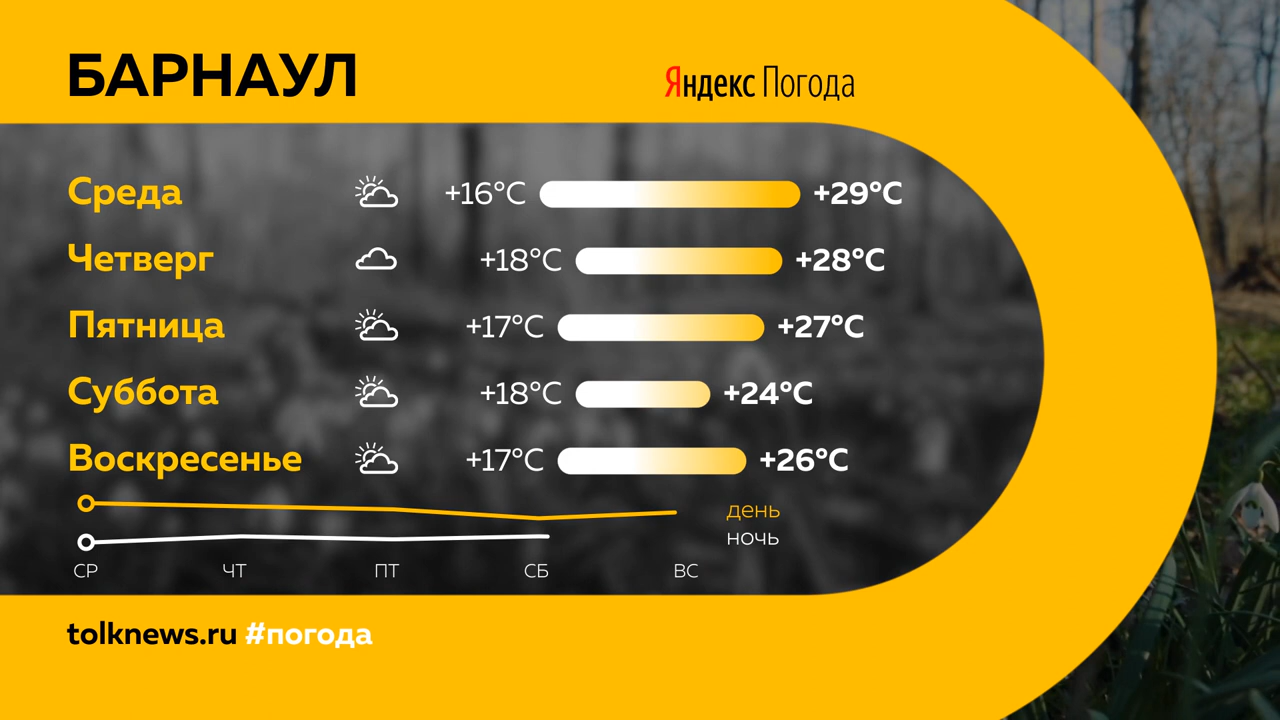 БАРНАУЛ
Яндекс Погода
Среда +16°C +29°C
Четверг +18°C +28°C
Пятница +17°C +27°C
Суббота +18°C +24°C
Воскресенье +17°C +26°C
день
ночь
СР ЧТ ПТ СБ ВС
tolknews.ru #погода